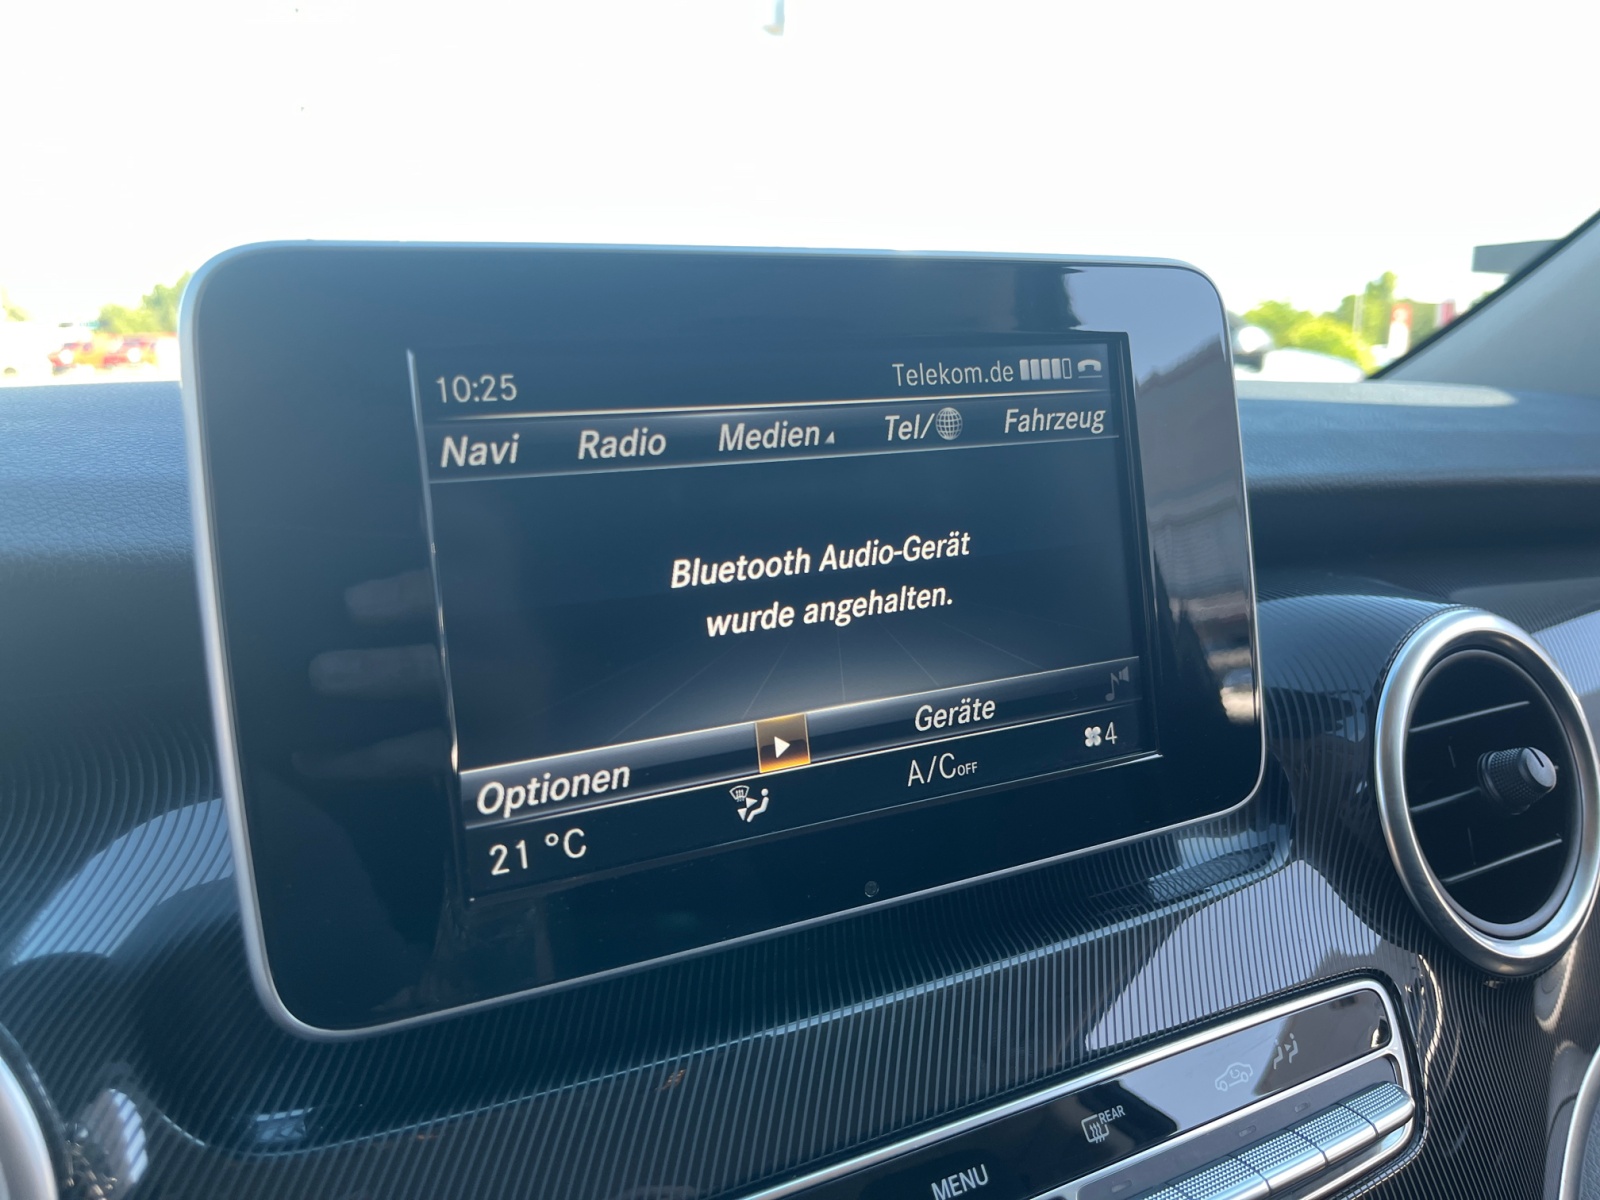 10:25 Telekom.de
Navi Radio Medien Tel/ Fahrzeug
Bluetooth Audio-Gerät
wurde angehalten.
Optionen Geräte
21 °C A/C OFF 4
REAR
MENU